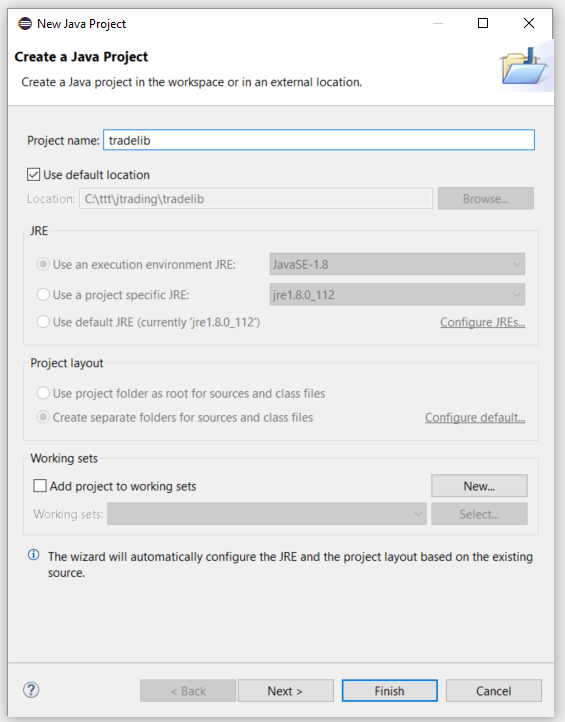 New Java Project
Create a Java Project
Create a Java project in the workspace or in an external location.
Project name: tradelib
Use default location
Location: C:\ttt\jtrading\tradelib Browse...
JRE
Use an execution environment JRE: JavaSE-1.8
Use a project specific JRE: jre1.8.0_112
Use default JRE (currently 'jre1.8.0_112') Configure JREs...
Project layout
Use project folder as root for sources and class files
Create separate folders for sources and class files Configure default...
Working sets
Add project to working sets New...
Working sets: Select...
The wizard will automatically configure the JRE and the project layout based on the existing
source.
< Back Next > Finish Cancel